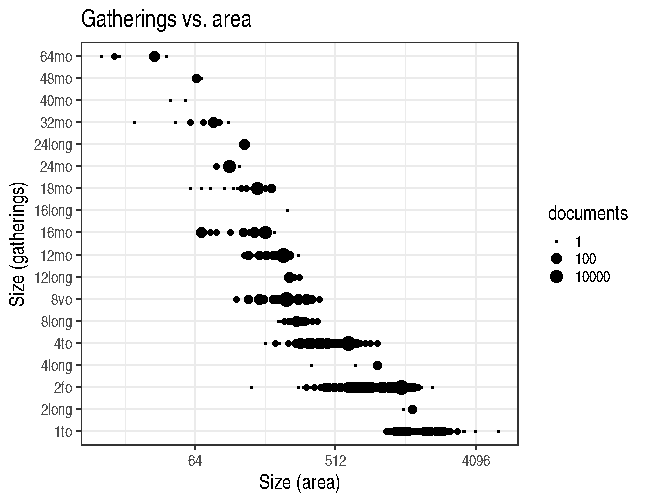 Gatherings vs. area
Size (gatherings)
64mo
48mo
40mo
32mo
24long
24mo
18mo
16long
16mo
12mo
12long
8vo
8long
4to
4long
2fo
2long
1to
64
512
4096
Size (area)
documents
1
100
10000